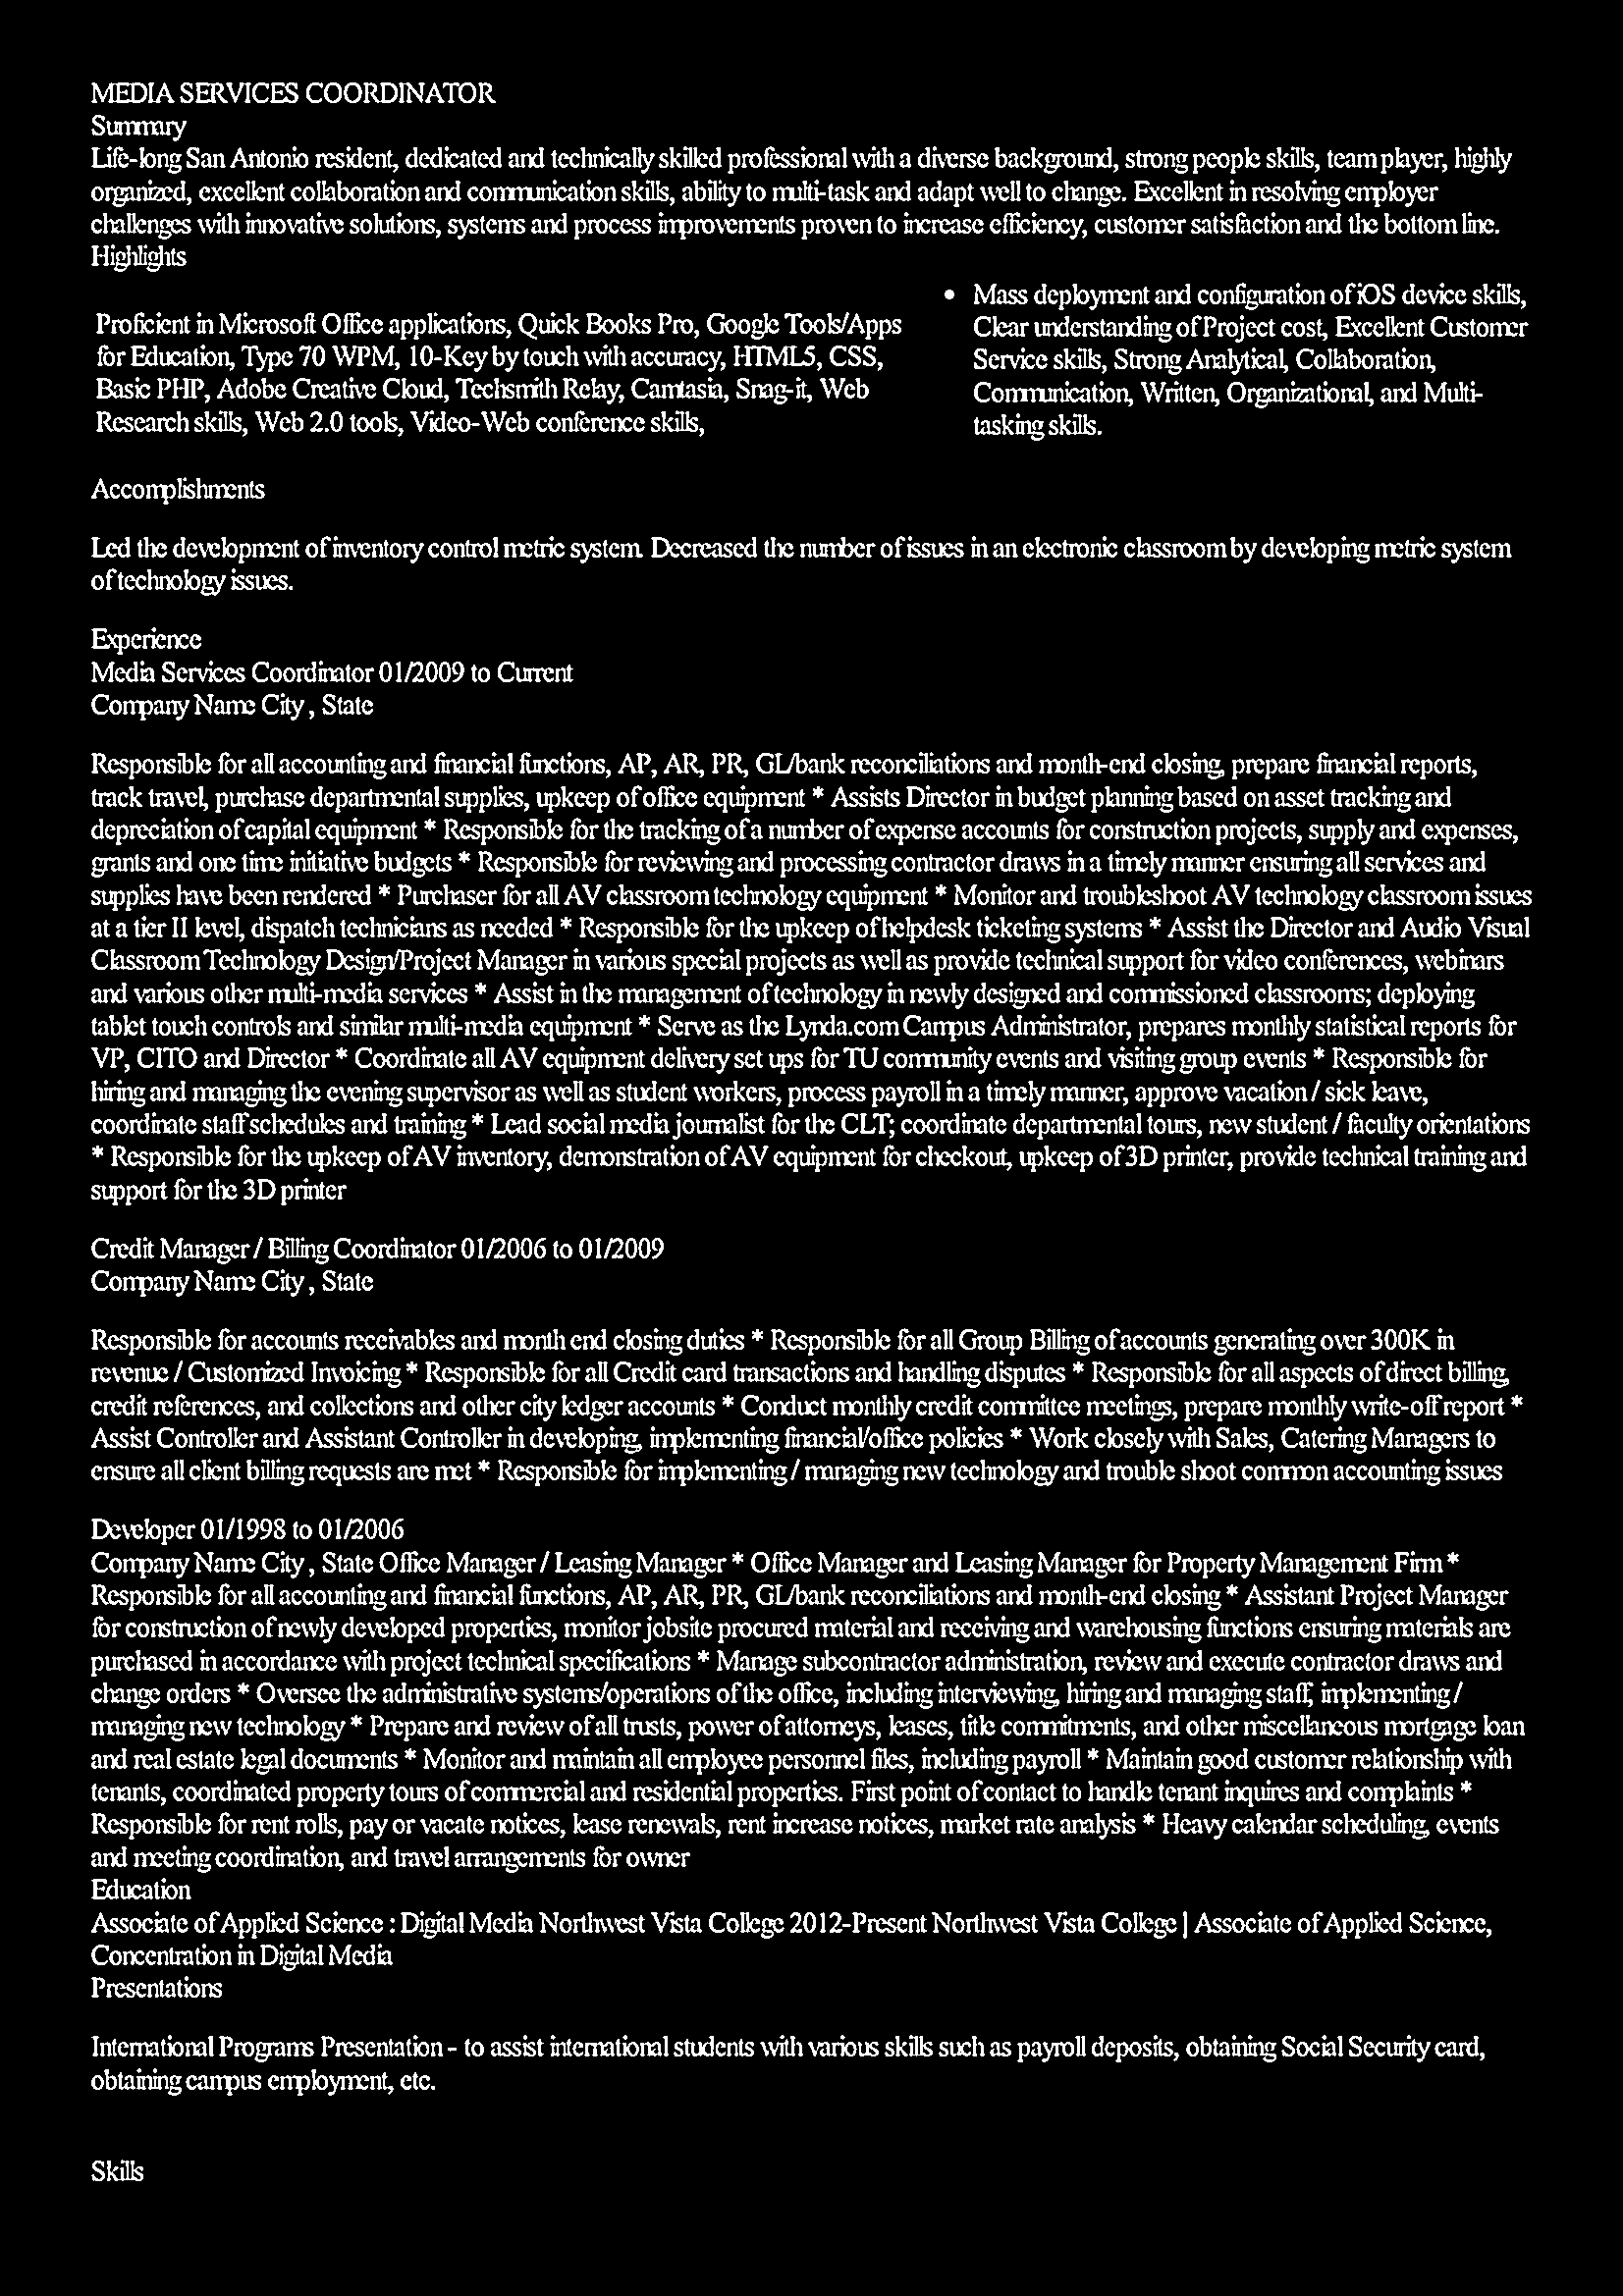 MEDIA SERVICES COORDINATOR
Summary
Life-long San Antonio resident, dedicated and technically skilled professional with a diverse background, strong people skills, team player, highly
organized, excellent collaboration and communication skills, ability to multi-task and adapt well to change. Excellent in resolving employer
challenges with innovative solutions, systems and process improvements proven to increase efficiency, customer satisfaction and the bottom line.
Highlights
Proficient in Microsoft Office applications, Quick Books Pro, Google Tools/Apps
for Education, Type 70 WPM, 10-Key by touch with accuracy, HTML5, CSS,
Basic PHP, Adobe Creative Cloud, Techsmith Relay, Camtasia, Snag-it, Web
Research skills, Web 2.0 tools, Video-Web conference skills,
• Mass deployment and configuration of iOS device skills,
Clear understanding of Project cost, Excellent Customer
Service skills, Strong Analytical, Collaboration,
Communication, Written, Organizational, and Multi-
tasking skills.
Accomplishments
Led the development of inventory control metric system. Decreased the number of issues in an electronic classroom by developing metric system
of technology issues.
Experience
Media Services Coordinator 01/2009 to Current
Company Name City , State
Responsible for all accounting and financial functions, AP, AR, PR, GL/bank reconciliations and month-end closing, prepare financial reports,
track travel, purchase departmental supplies, upkeep of office equipment * Assists Director in budget planning based on asset tracking and
depreciation of capital equipment * Responsible for the tracking of a number of expense accounts for construction projects, supply and expenses,
grants and one time initiative budgets * Responsible for reviewing and processing contractor draws in a timely manner ensuring all services and
supplies have been rendered * Purchaser for all AV classroom technology equipment * Monitor and troubleshoot AV technology classroom issues
at a tier II level, dispatch technicians as needed * Responsible for the upkeep of helpdesk ticketing systems * Assist the Director and Audio Visual
Classroom Technology Design/Project Manager in various special projects as well as provide technical support for video conferences, webinars
and various other multi-media services * Assist in the management of technology in newly designed and commissioned classrooms; deploying
tablet touch controls and similar multi-media equipment * Serve as the Lynda.com Campus Administrator, prepares monthly statistical reports for
VP, CITO and Director * Coordinate all AV equipment delivery set ups for TU community events and visiting group events * Responsible for
hiring and managing the evening supervisor as well as student workers, process payroll in a timely manner, approve vacation / sick leave,
coordinate staff schedules and training * Lead social media journalist for the CLT; coordinate departmental tours, new student / faculty orientations
* Responsible for the upkeep of AV inventory, demonstration of AV equipment for checkout, upkeep of 3D printer, provide technical training and
support for the 3D printer
Credit Manager / Billing Coordinator 01/2006 to 01/2009
Company Name City , State
Responsible for accounts receivables and month end closing duties * Responsible for all Group Billing of accounts generating over 300K in
revenue / Customized Invoicing * Responsible for all Credit card transactions and handling disputes * Responsible for all aspects of direct billing,
credit references, and collections and other city ledger accounts * Conduct monthly credit committee meetings, prepare monthly write-off report *
Assist Controller and Assistant Controller in developing, implementing financial/office policies * Work closely with Sales, Catering Managers to
ensure all client billing requests are met * Responsible for implementing / managing new technology and trouble shoot common accounting issues
Developer 01/1998 to 01/2006
Company Name City , State Office Manager / Leasing Manager * Office Manager and Leasing Manager for Property Management Firm *
Responsible for all accounting and financial functions, AP, AR, PR, GL/bank reconciliations and month-end closing * Assistant Project Manager
for construction of newly developed properties, monitor jobsite procured material and receiving and warehousing functions ensuring materials are
purchased in accordance with project technical specifications * Manage subcontractor administration, review and execute contractor draws and
change orders * Oversee the administrative systems/operations of the office, including interviewing, hiring and managing staff, implementing /
managing new technology * Prepare and review of all trusts, power of attorneys, leases, title commitments, and other miscellaneous mortgage loan
and real estate legal documents * Monitor and maintain all employee personnel files, including payroll * Maintain good customer relationship with
tenants, coordinated property tours of commercial and residential properties. First point of contact to handle tenant inquires and complaints *
Responsible for rent rolls, pay or vacate notices, lease renewals, rent increase notices, market rate analysis * Heavy calendar scheduling, events
and meeting coordination, and travel arrangements for owner
Education
Associate of Applied Science : Digital Media Northwest Vista College 2012-Present Northwest Vista College | Associate of Applied Science,
Concentration in Digital Media
Presentations
International Programs Presentation - to assist international students with various skills such as payroll deposits, obtaining Social Security card,
obtaining campus employment, etc.
Skills